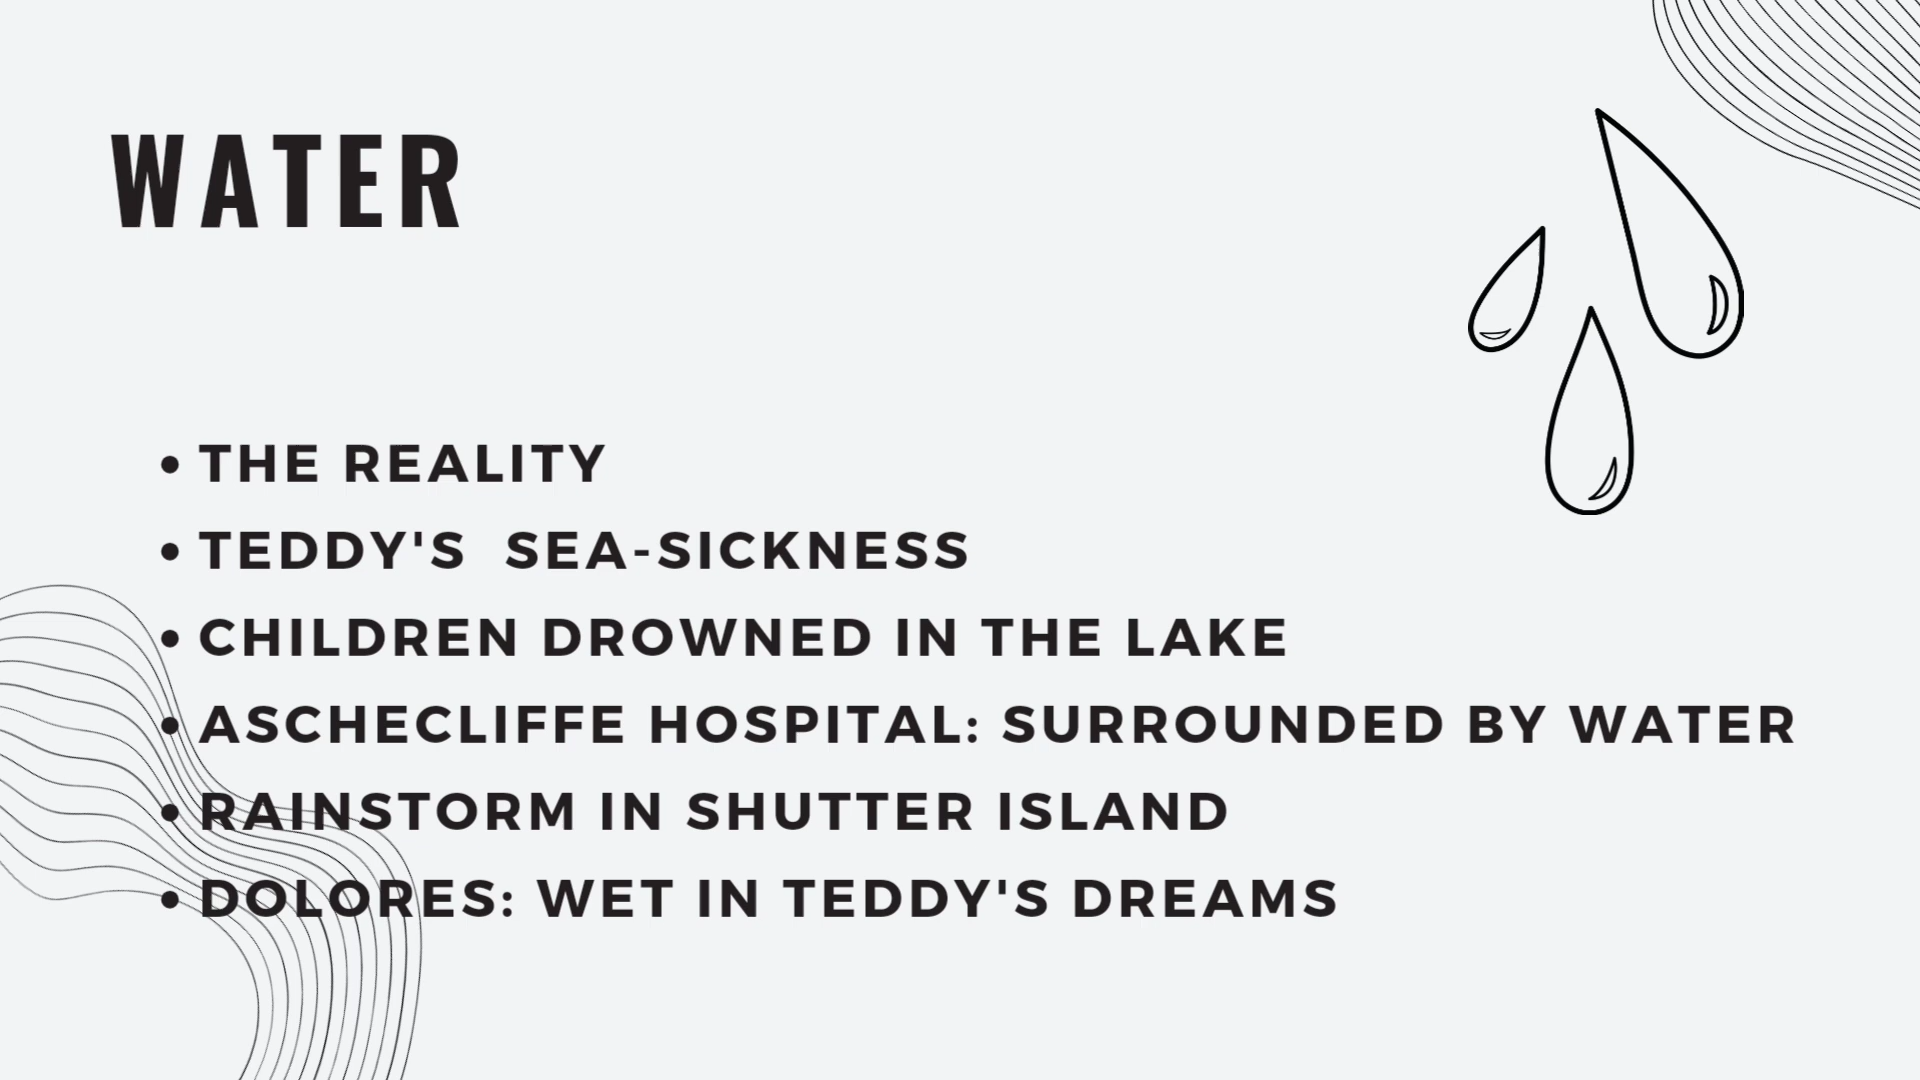 WATER
• THE REALITY
• TEDDY'S  SEA-SICKNESS
• CHILDREN DROWNED IN THE LAKE
• ASCHECLIFFE HOSPITAL: SURROUNDED BY WATER
• RAINSTORM IN SHUTTER ISLAND
• DOLORES: WET IN TEDDY'S DREAMS